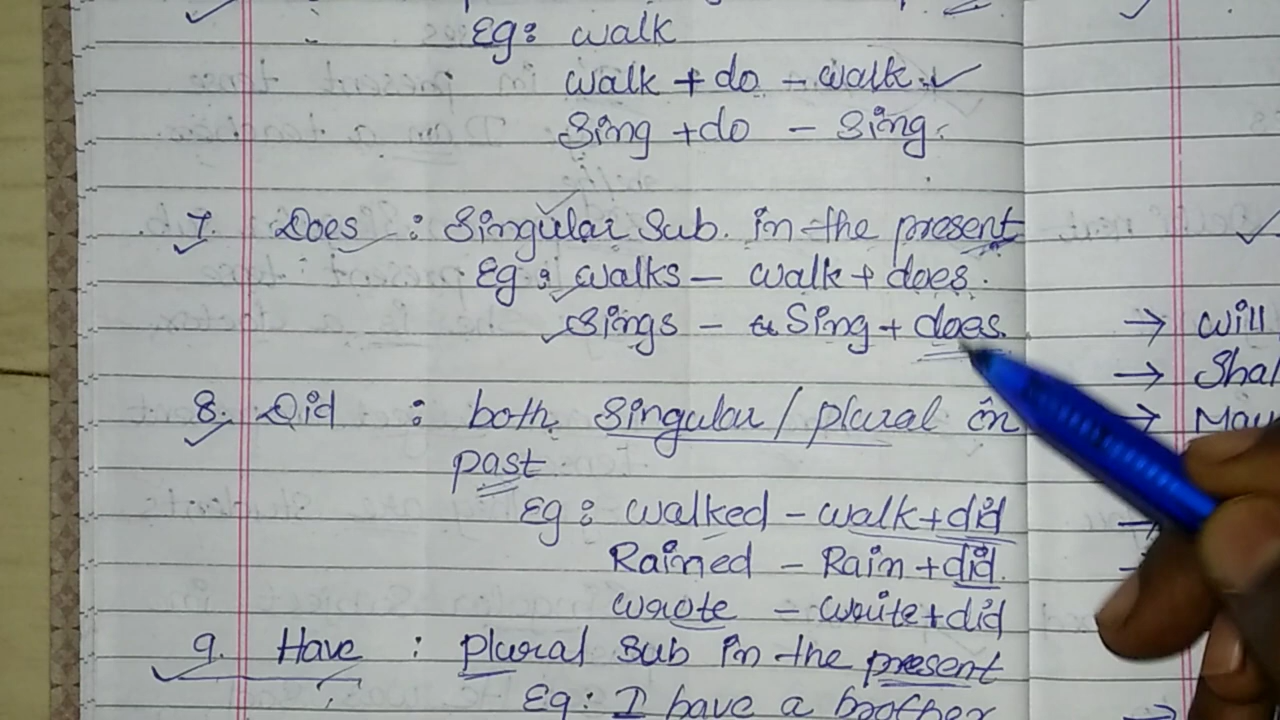 Eg: walk
walk + do - walk.
Sing + do - Sing.
7. Does : Singular Sub. in the present
Eg: walks - walk + does.
Sings - Sing + does.
8. Did : both Singular / plural in
past
Eg: walked - walk + did
Rained - Rain + did.
wrote - write + did
9. Have : plural Sub in the present
Eg: I have a brother
→ Will
→ Shal
→ May